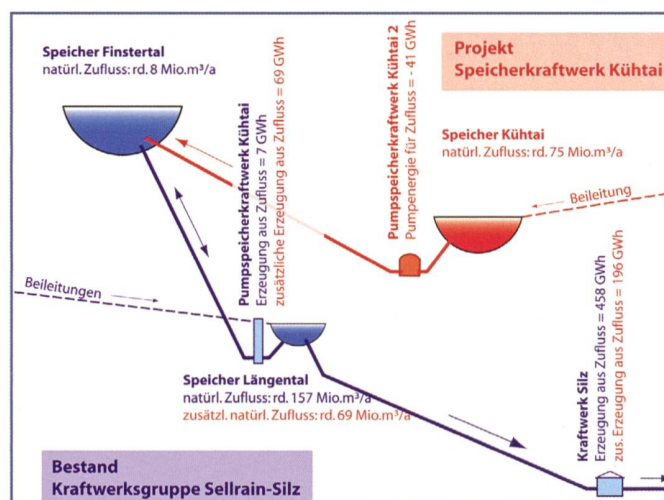 Speicher Finstertal
natürl. Zufluss: rd. 8 Mio.m³/a
Pumpspeicherkraftwerk Kühtai
Erzeugung aus Zufluss = 7 GWh
zusätzliche Erzeugung aus Zufluss = 69 GWh
Pumpspeicherkraftwerk Kühtai 2
Pumpenergie für Zufluss = - 41 GWh
Projekt
Speicherkraftwerk Kühtai
Speicher Kühtai
natürl. Zufluss: rd. 75 Mio.m³/a
Beileitung
Beileitungen
Speicher Längental
natürl. Zufluss: rd. 157 Mio.m³/a
zusätzl. natürl. Zufluss: rd. 69 Mio.m³/a
Kraftwerk Silz
Erzeugung aus Zufluss = 458 GWh
zus. Erzeugung aus Zufluss = 196 GWh
Bestand
Kraftwerksgruppe Sellrain-Silz